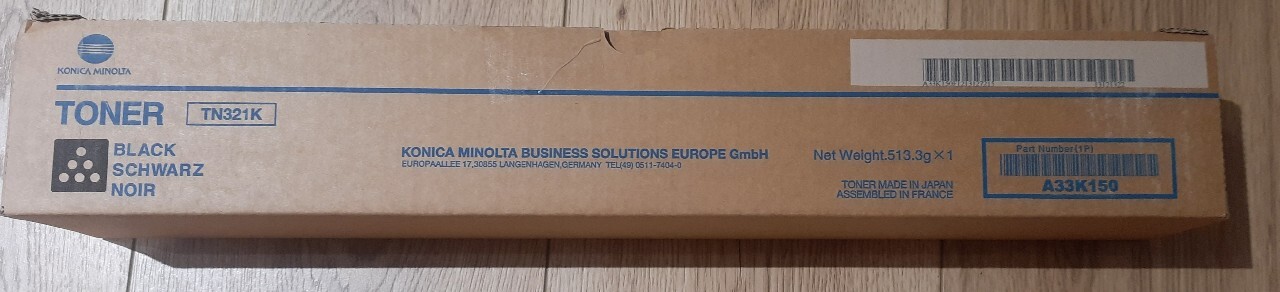 KONICA MINOLTA
TONER TN321K
BLACK
SCHWARZ
NOIR
KONICA MINOLTA BUSINESS SOLUTIONS EUROPE GmbH
EUROPAALLEE 17,30855 LANGENHAGEN,GERMANY TEL(49) 0511-7404-0
Net Weight.513.3g×1
TONER MADE IN JAPAN
ASSEMBLED IN FRANCE
Part Number(1P)
A33K150